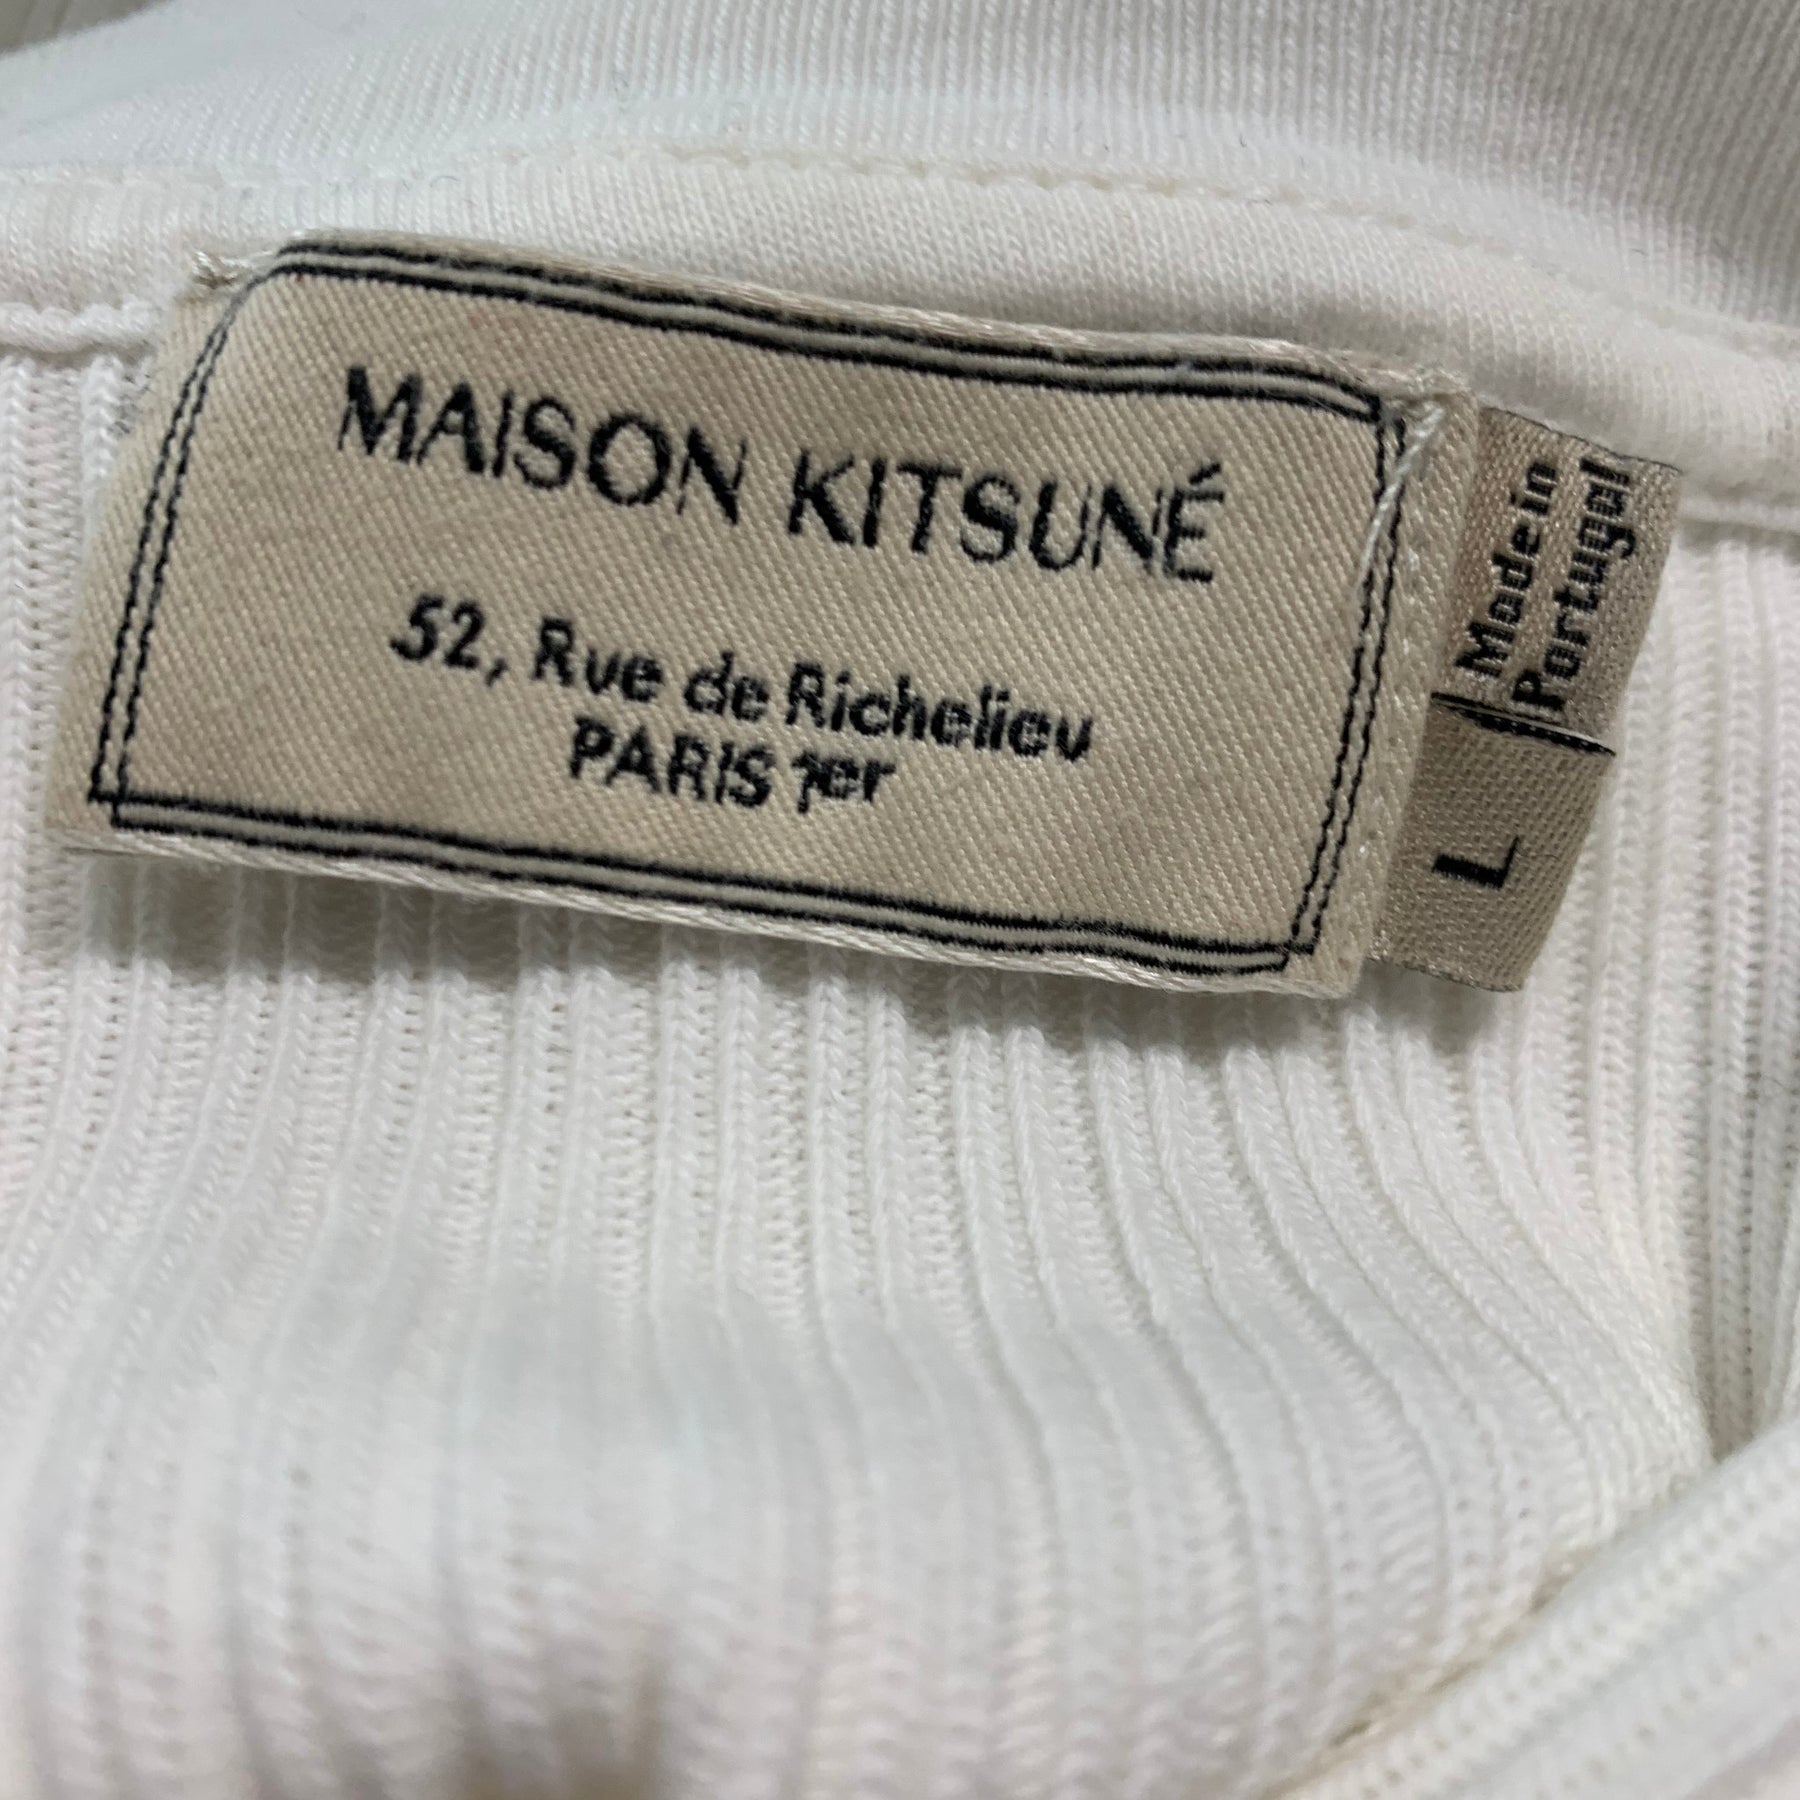 MAISON KITSUNÉ
52, Rue de Richelieu
PARIS 1er
Made in
Portugal
L